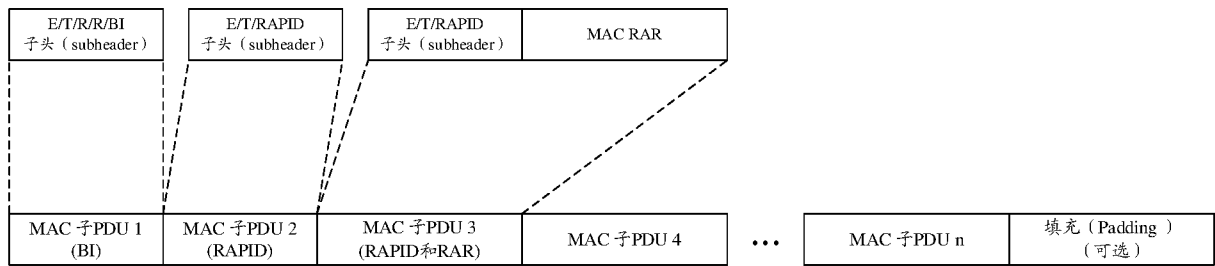 E/T/R/R/BI
子头（subheader）
E/T/RAPID
子头（subheader）
E/T/RAPID
子头（subheader）
MAC RAR
MAC 子PDU 1
(BI)
MAC 子PDU 2
(RAPID)
MAC 子PDU 3
(RAPID和RAR)
MAC 子PDU 4
•••
MAC 子PDU n
填充（Padding）
(可选)